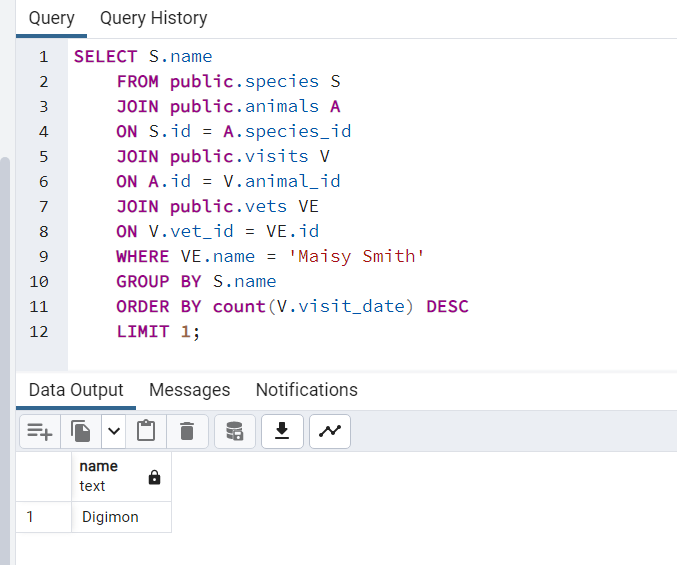 Query Query History
1 SELECT S.name
2 FROM public.species S
3 JOIN public.animals A
4 ON S.id = A.species_id
5 JOIN public.visits V
6 ON A.id = V.animal_id
7 JOIN public.vets VE
8 ON V.vet_id = VE.id
9 WHERE VE.name = 'Maisy Smith'
10 GROUP BY S.name
11 ORDER BY count(V.visit_date) DESC
12 LIMIT 1;
Data Output Messages Notifications
name
text
1 Digimon